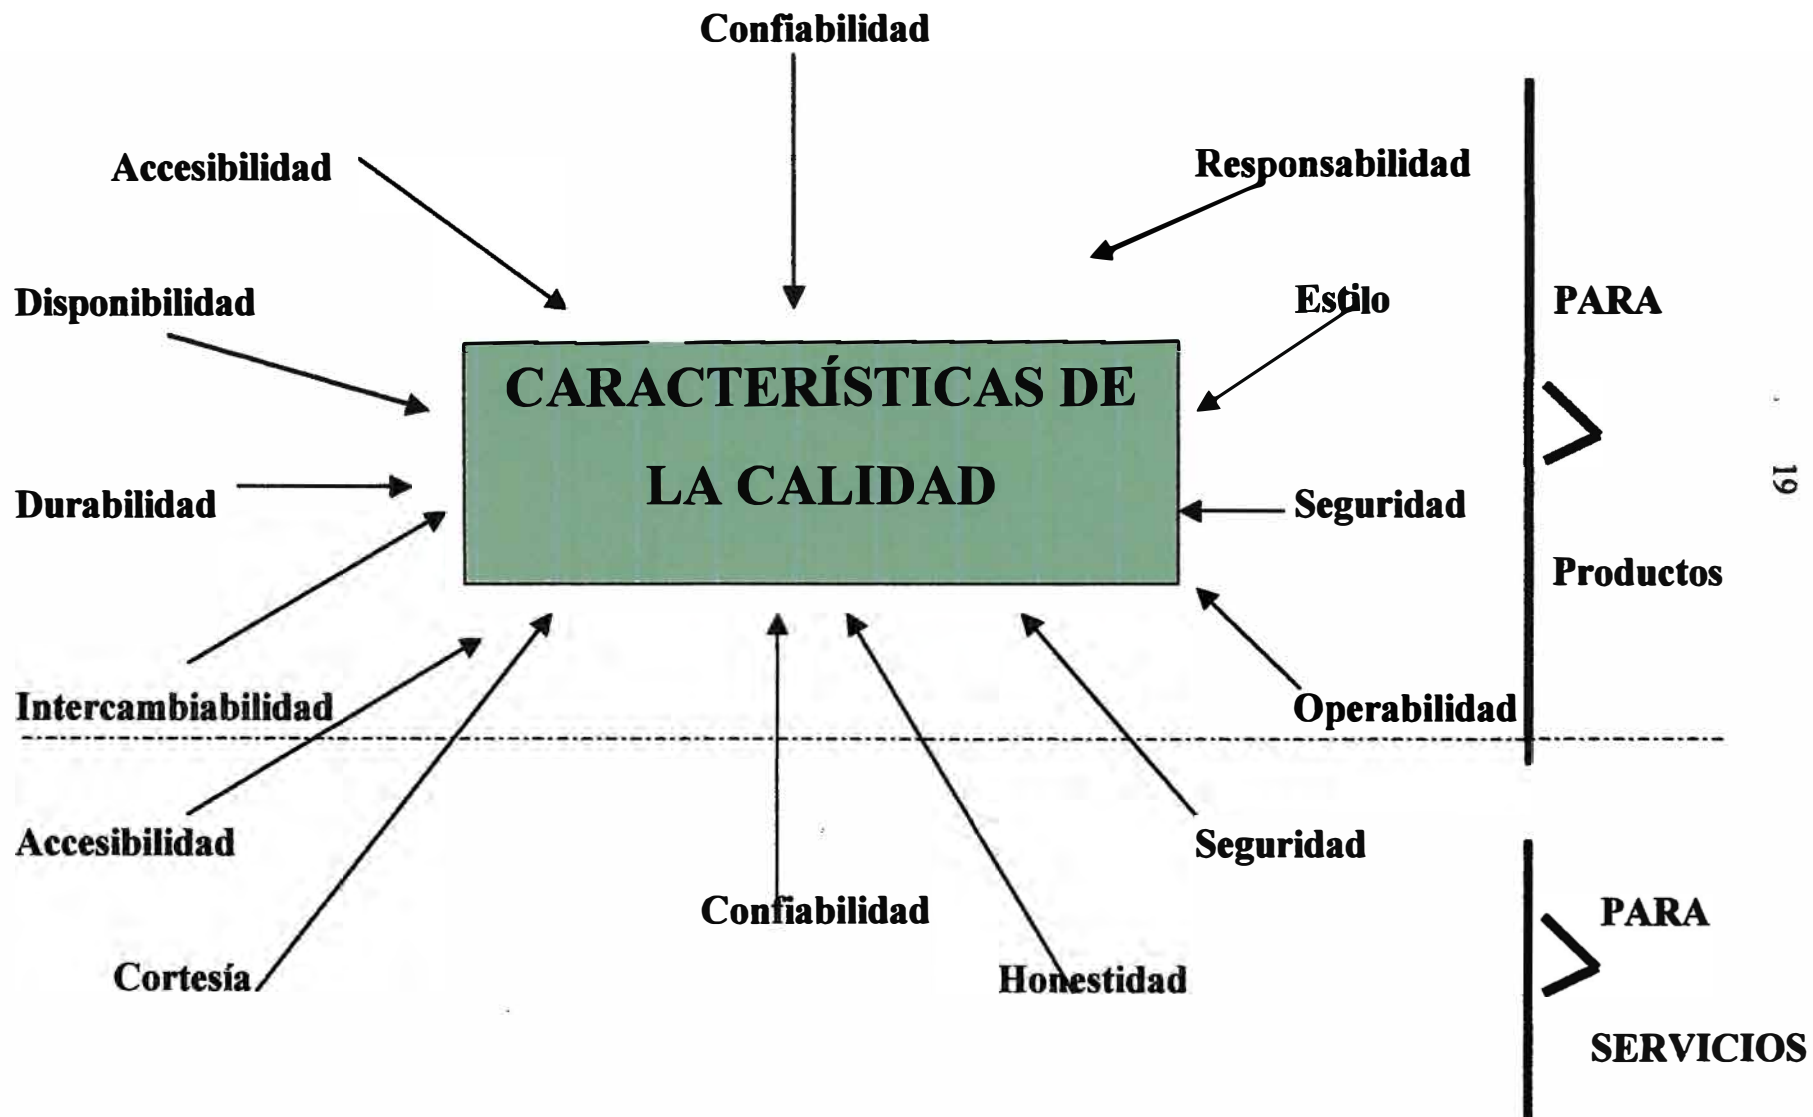 Confiabilidad
Accesibilidad
Responsabilidad
Disponibilidad
Estilo
PARA
CARACTERÍSTICAS DE
LA CALIDAD
Durabilidad
Seguridad
19
Productos
Intercambiabilidad
Operabilidad
Accesibilidad
Seguridad
Confiabilidad
PARA
Cortesía
Honestidad
SERVICIOS